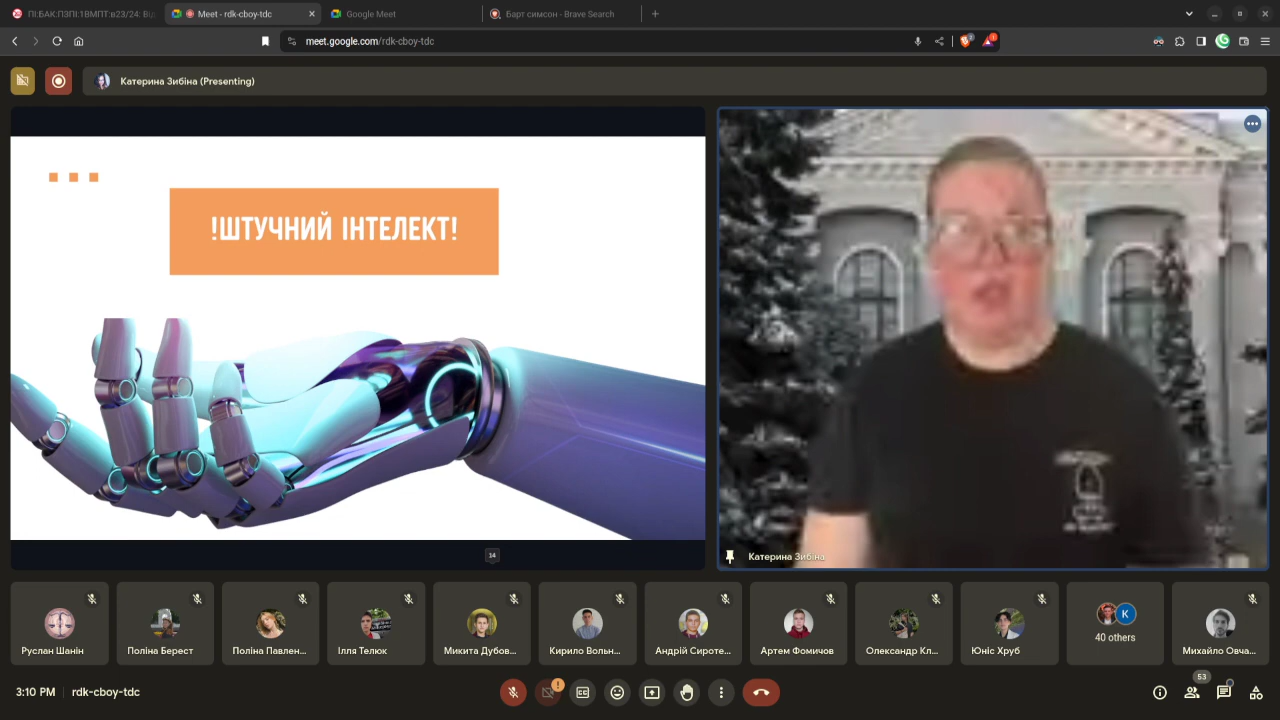 ПІ:БАК:ПЗПІ:1ВМПТ:в23/24:
Meet - rdk-cboy-tdc
Google Meet
Барт симсон - Brave Search
meet.google.com/rdk-cboy-tdc
2
1
Катерина Зибіна (Presenting)
!ШТУЧНИЙ ІНТЕЛЕКТ!
14
Катерина Зибіна
Руслан Шанін
Поліна Берест
Поліна Павлен...
Ілля Телюк
Микита Дубов...
Кирило Вольн...
Андрій Сироте...
Артем Фомичов
Олександр Кл...
Юніс Хруб
K
40 others
Михайло Овча...
3:10 PM
rdk-cboy-tdc
53